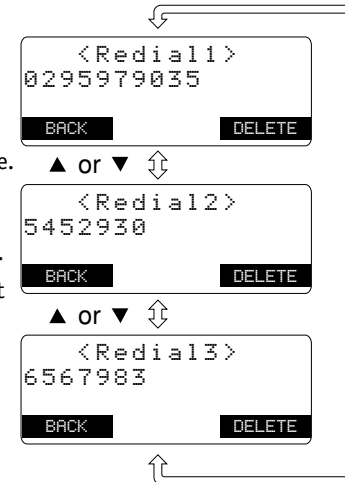 <Redial1>
0295979035
BACK DELETE
e.
▲ or ▼
<Redial2>
5452930
.
BACK DELETE
t
▲ or ▼
<Redial3>
6567983
BACK DELETE